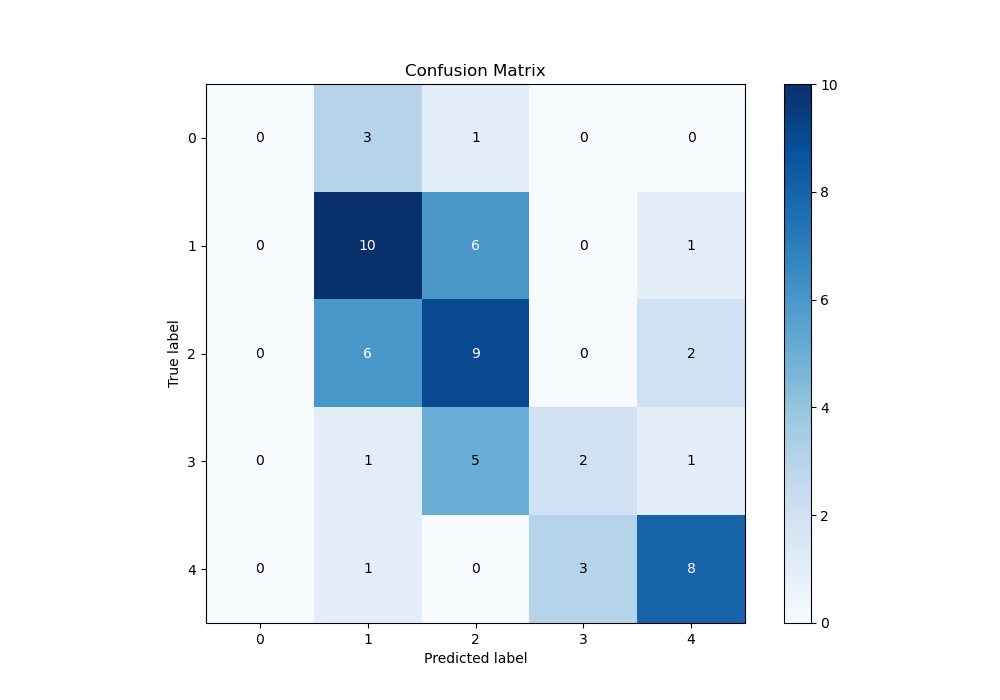 Confusion Matrix
True label
0 0 3 1 0 0
1 0 10 6 0 1
2 0 6 9 0 2
3 0 1 5 2 1
4 0 1 0 3 8
0 1 2 3 4
Predicted label
10
8
6
4
2
0